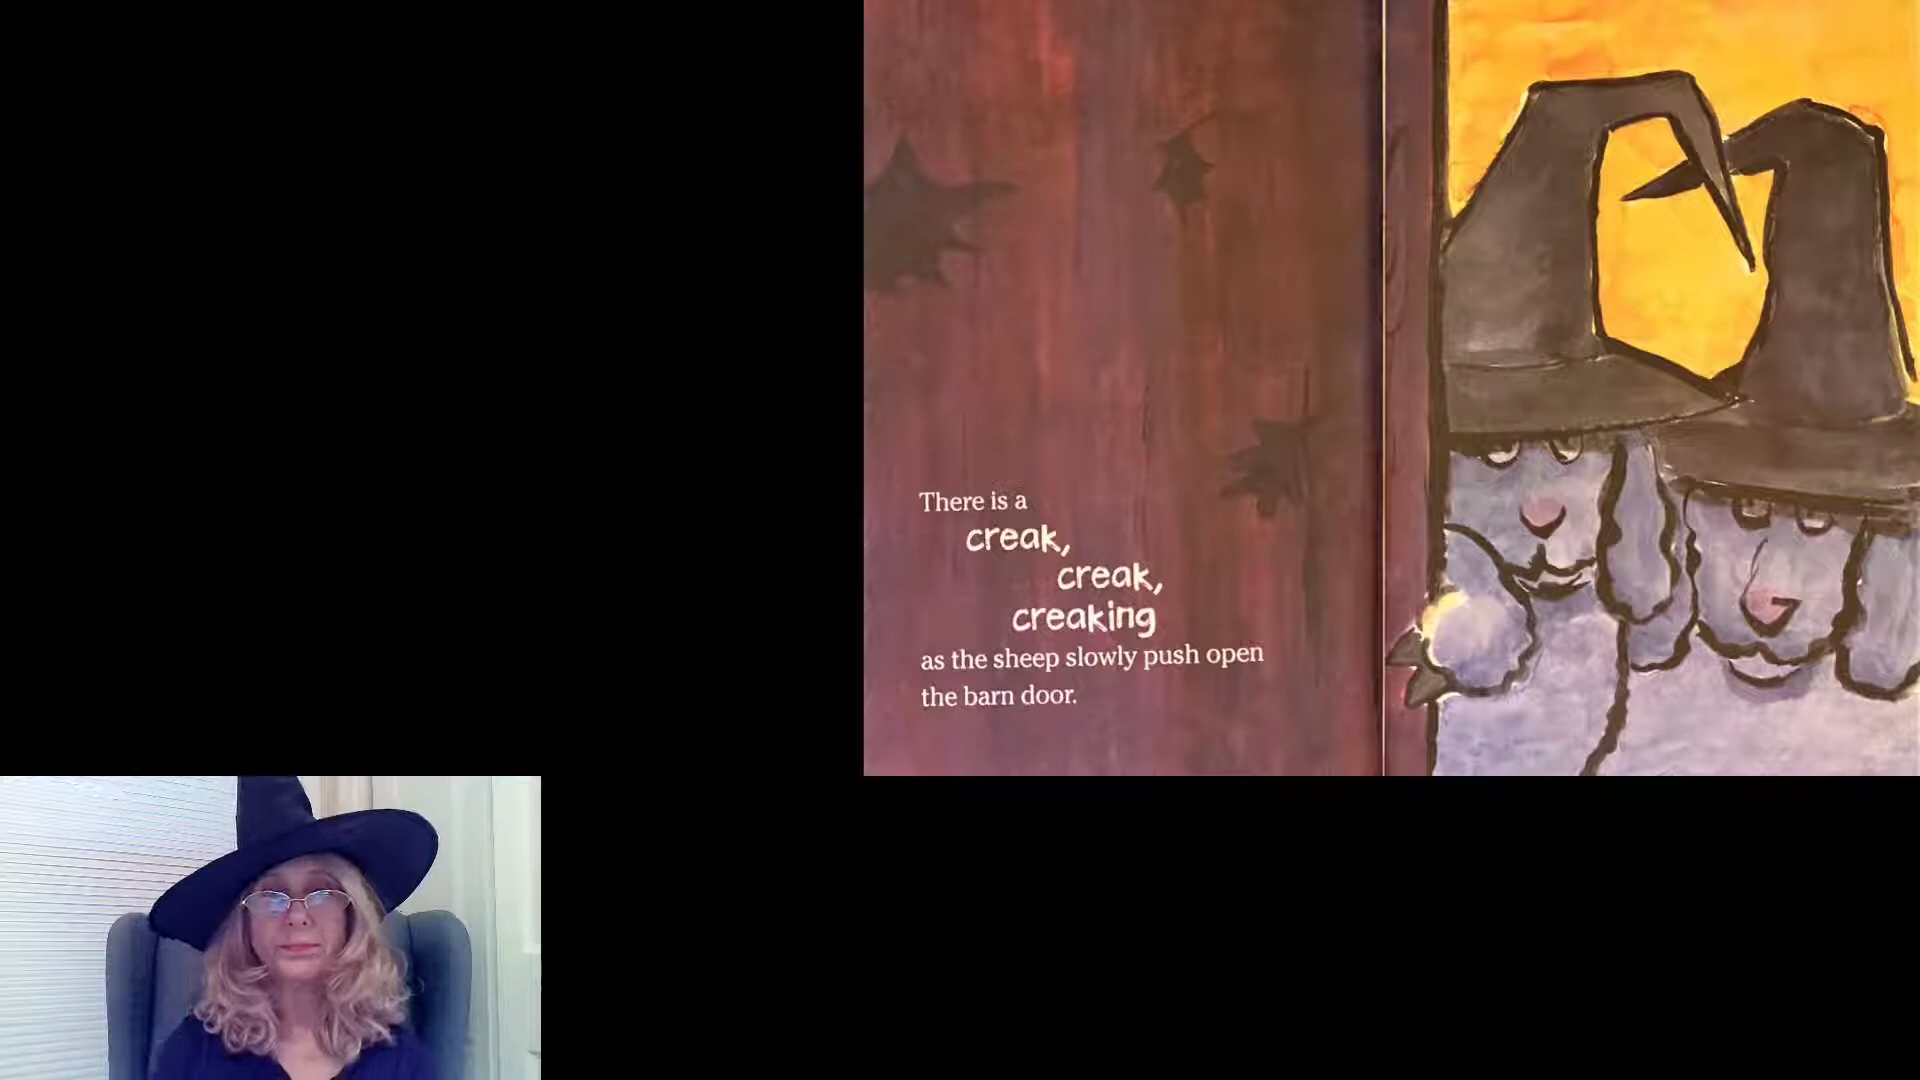 There is a
creak,
creak,
creaking
as the sheep slowly push open
the barn door.